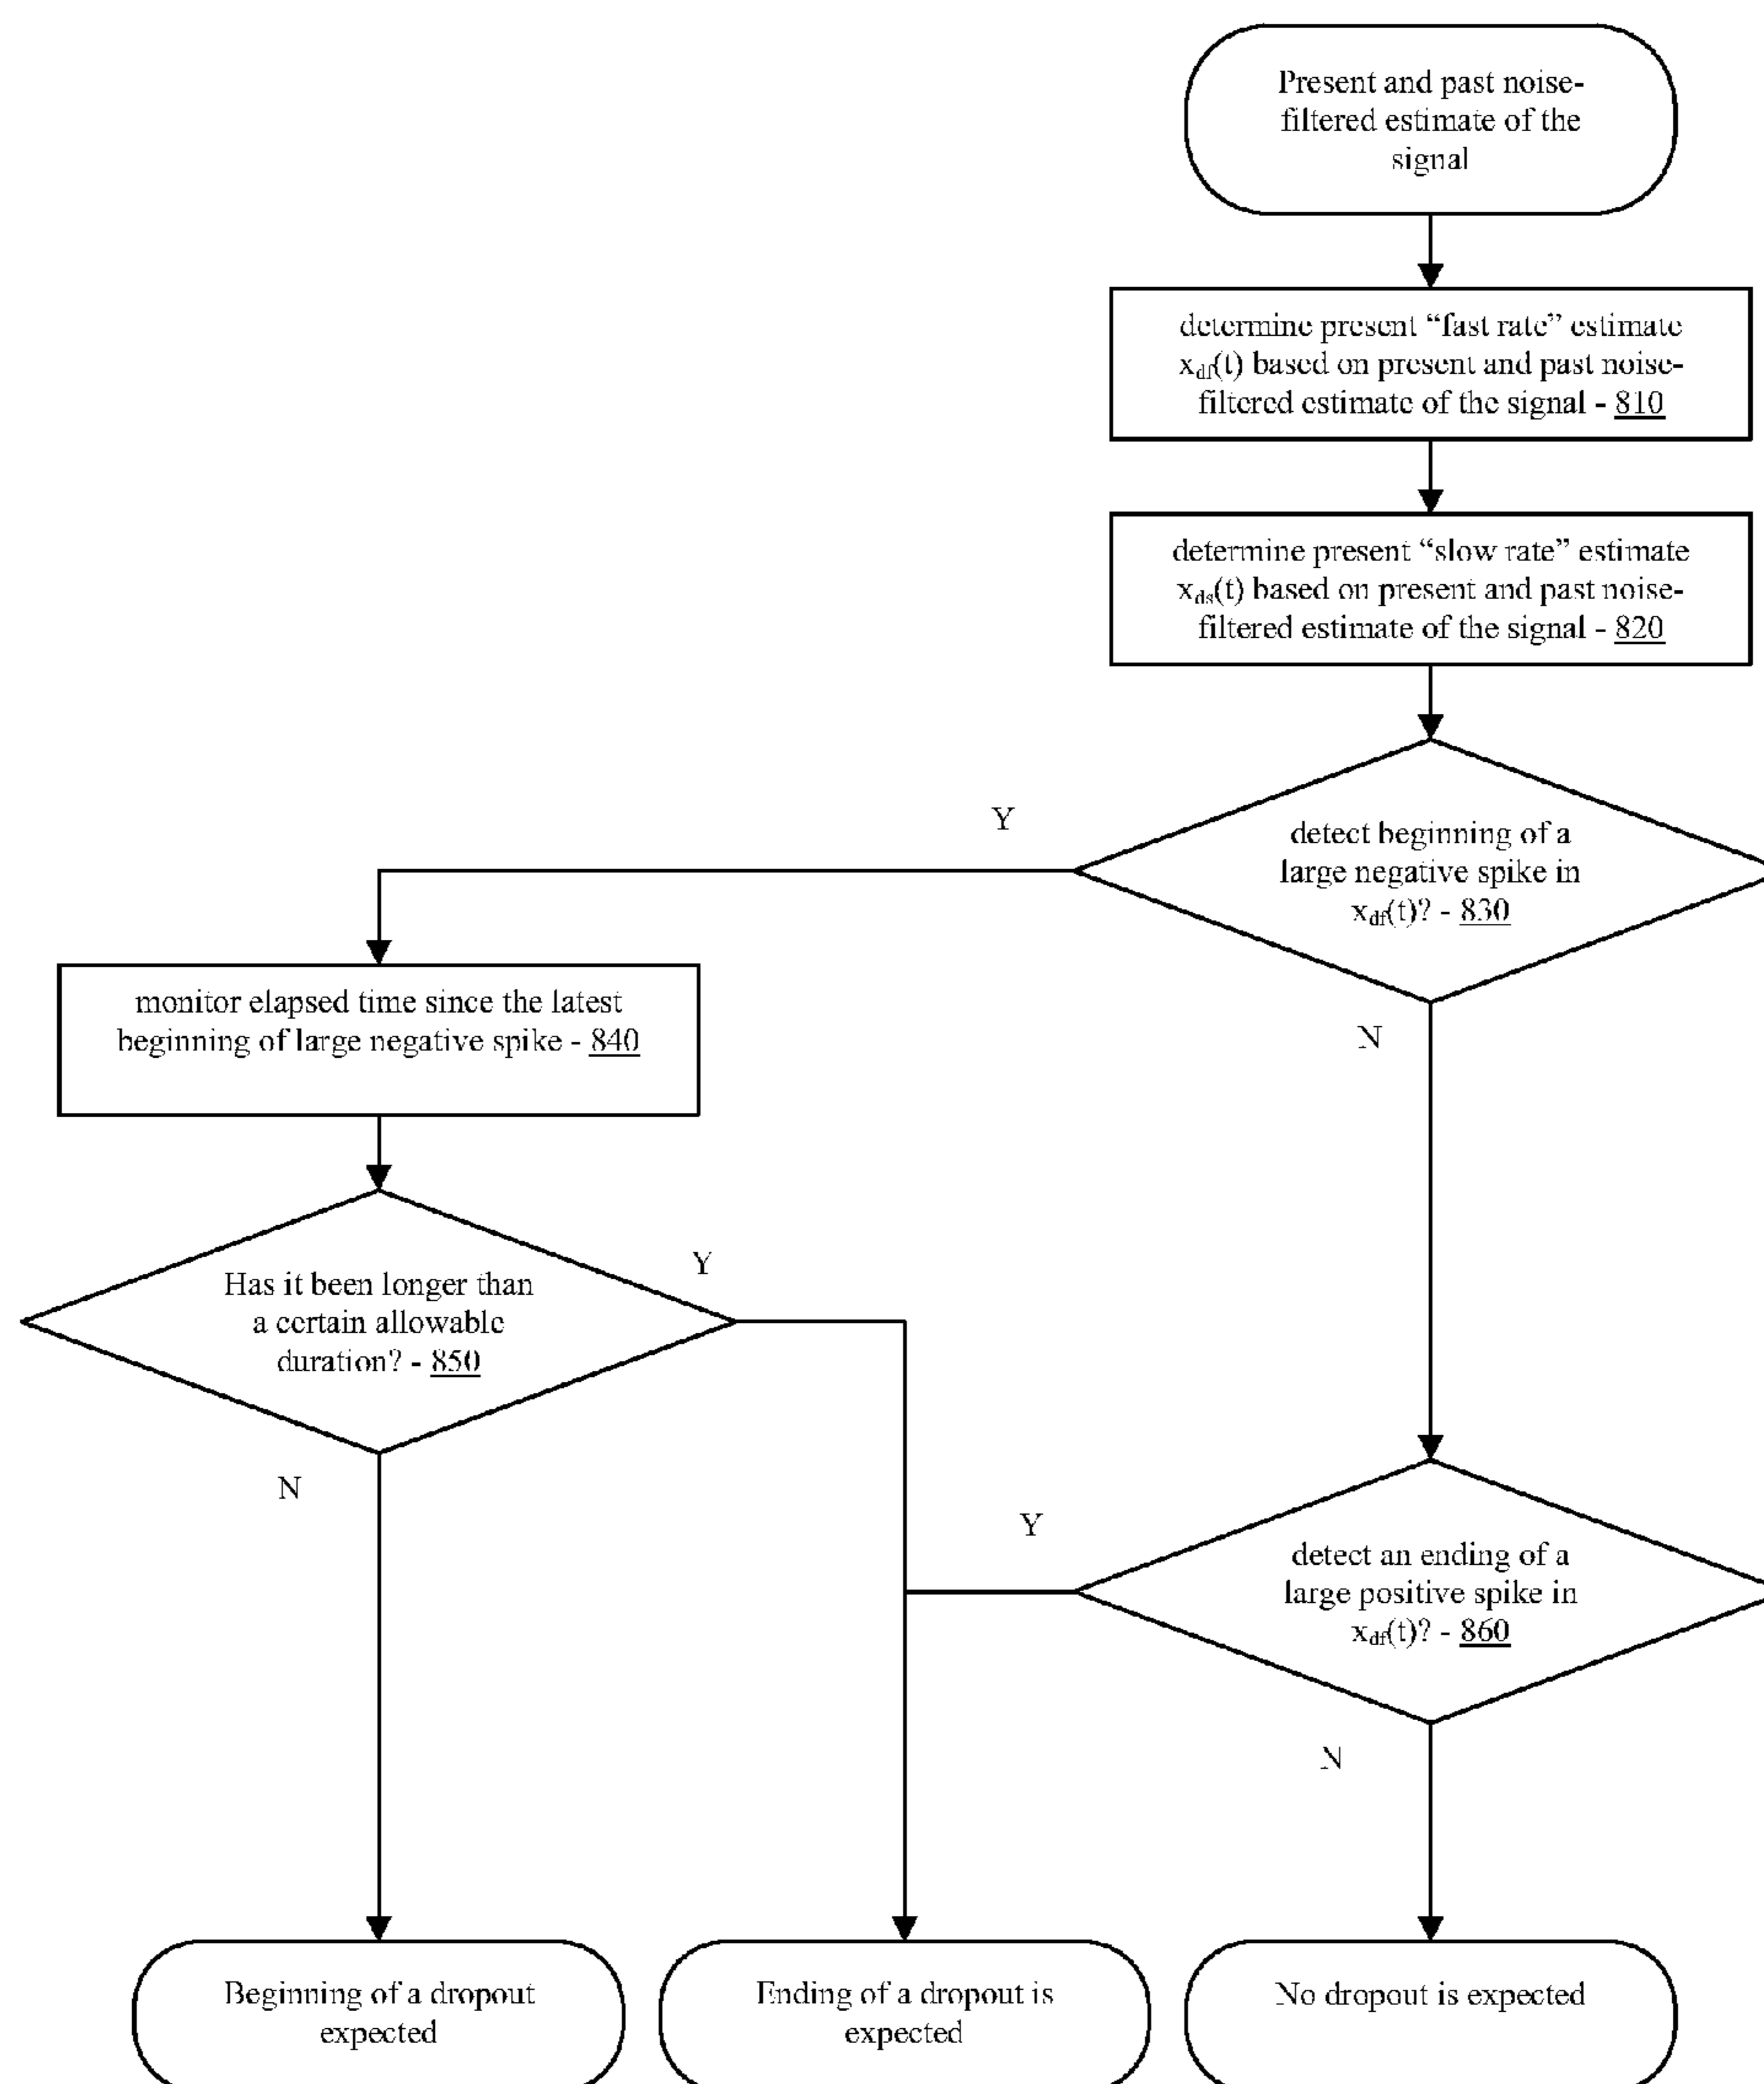 Present and past noise-
filtered estimate of the
signal
determine present “fast rate” estimate
xdf(t) based on present and past noise-
filtered estimate of the signal - 810
determine present “slow rate” estimate
xds(t) based on present and past noise-
filtered estimate of the signal - 820
Y
detect beginning of a
large negative spike in
xdf(t)? - 830
monitor elapsed time since the latest
beginning of large negative spike - 840
N
Y
Has it been longer than
a certain allowable
duration? - 850
N
Y
detect an ending of a
large positive spike in
xdf(t)? - 860
N
Beginning of a dropout
expected
Ending of a dropout is
expected
No dropout is expected